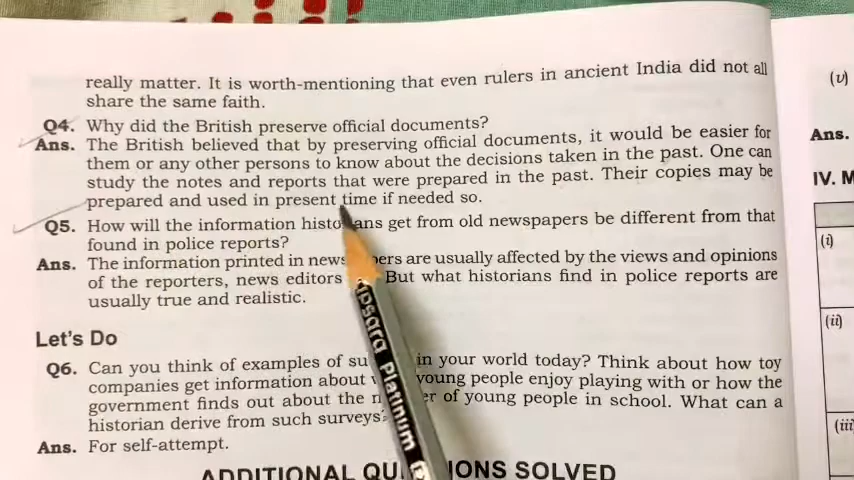 really matter. It is worth-mentioning that even rulers in ancient India did not all
share the same faith.
Q4. Why did the British preserve official documents?
Ans. The British believed that by preserving official documents, it would be easier for
them or any other persons to know about the decisions taken in the past. One can
study the notes and reports that were prepared in the past. Their copies may be
prepared and used in present time if needed so.
Q5. How will the information historians get from old newspapers be different from that
found in police reports?
Ans. The information printed in newspapers are usually affected by the views and opinions
of the reporters, news editors But what historians find in police reports are
usually true and realistic.
Let's Do
Q6. Can you think of examples of in your world today? Think about how toy
companies get information about young people enjoy playing with or how the
government finds out about the of young people in school. What can a
historian derive from such surveys?
Ans. For self-attempt.
ADDITIONAL QUESTIONS SOLVED
Apsara Platinum
(v)
Ans.
IV. M
(i)
(ii)
(iii